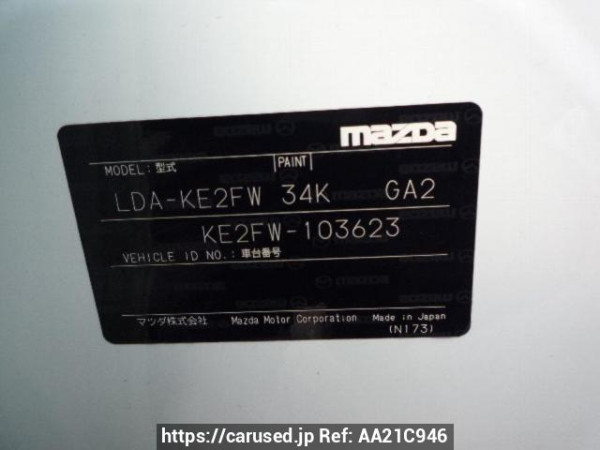 mazda
MODEL:型式 PAINT
LDA-KE2FW 34K GA2
KE2FW-103623
VEHICLE ID NO.:車台番号
マツダ株式会社 Mazda Motor Corporation Made in Japan
(N173)
https://carused.jp Ref: AA21C946